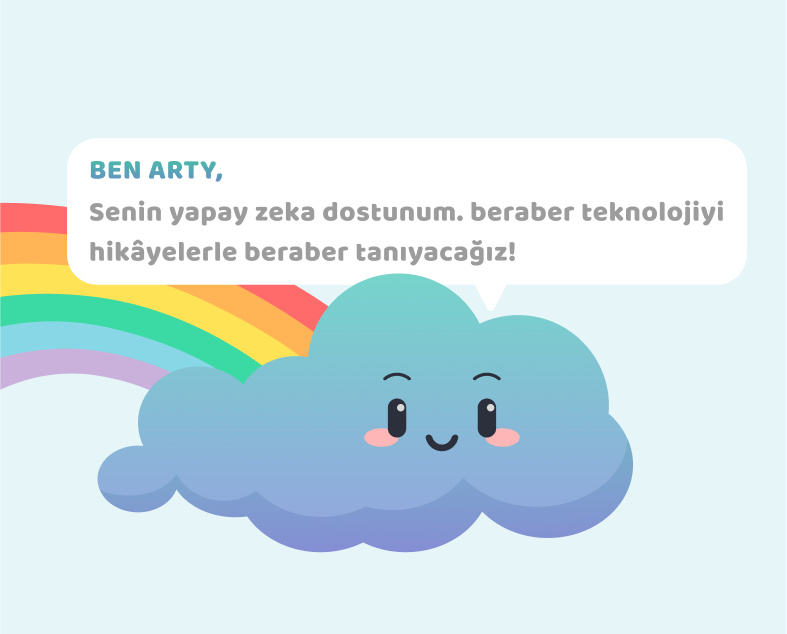 BEN ARTY,
Senin yapay zeka dostunum. beraber teknolojiyi
hikâyelerle beraber tanıyacağız!